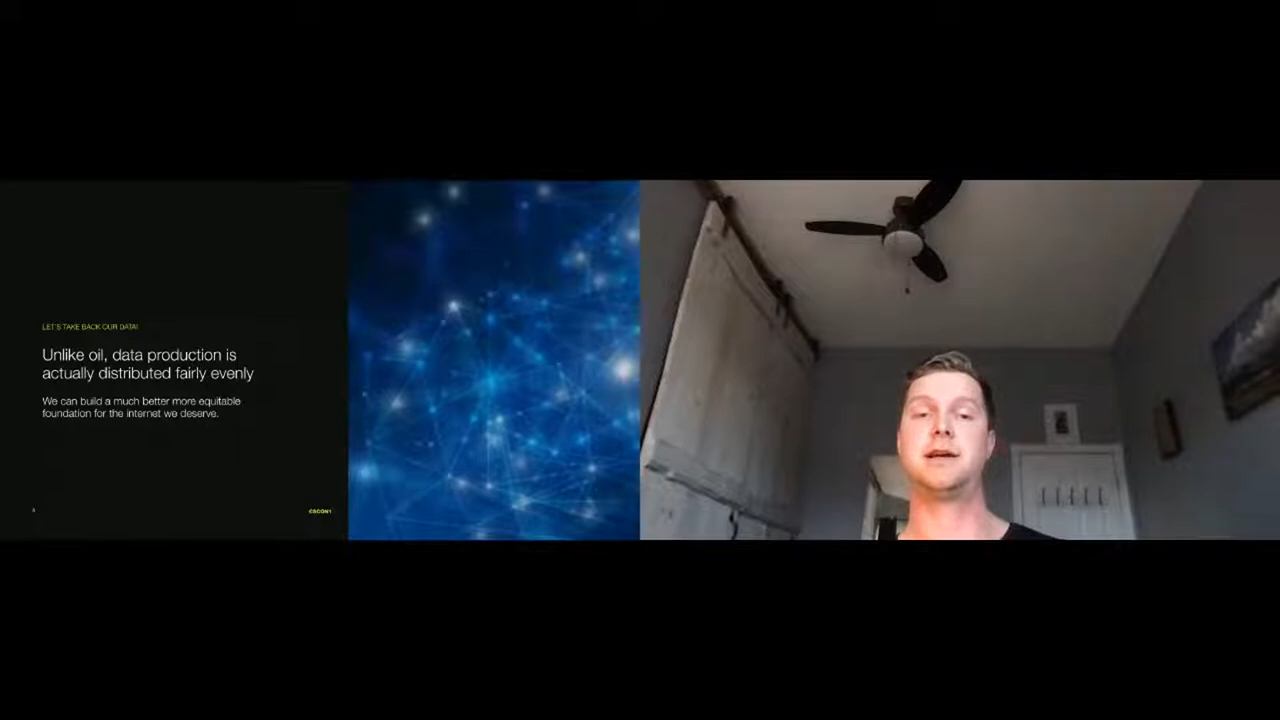 LET'S TAKE BACK OUR DATA!
Unlike oil, data production is
actually distributed fairly evenly
We can build a much better more equitable
foundation for the internet we deserve.